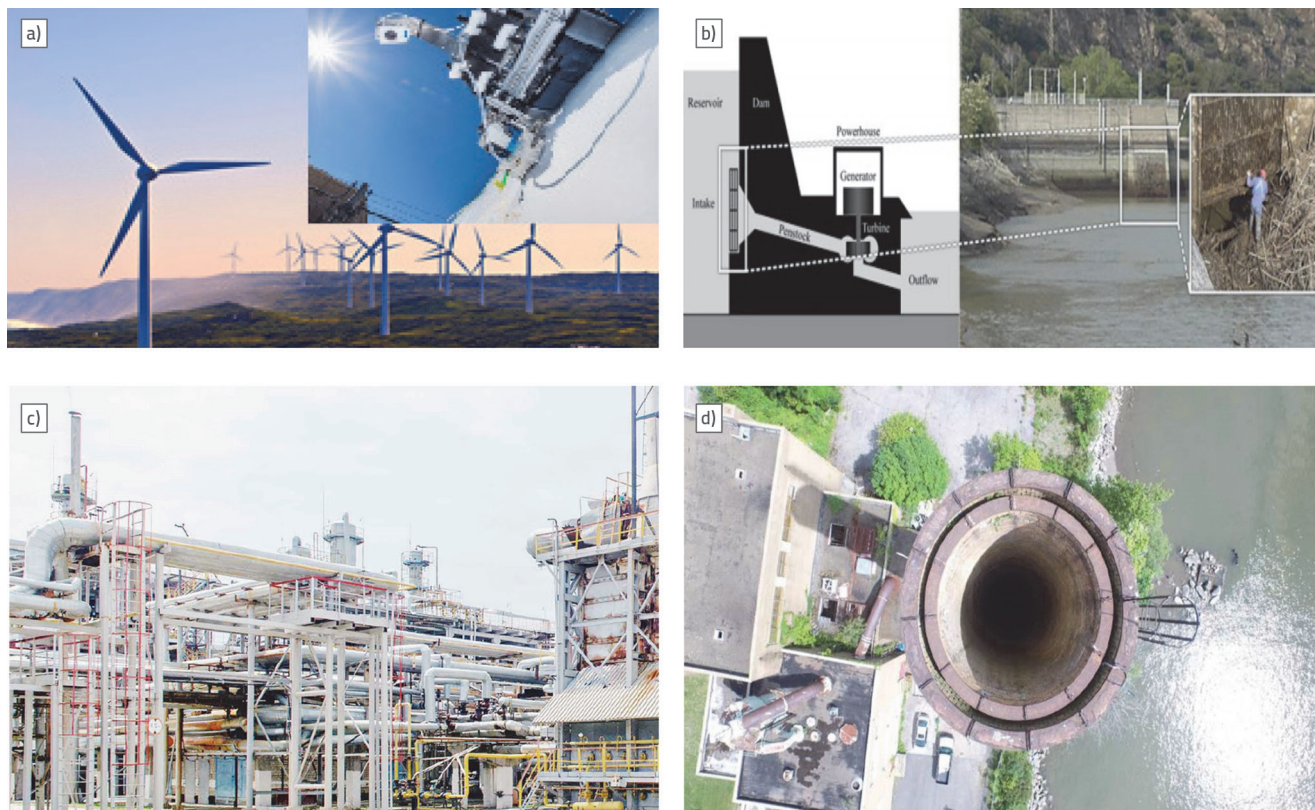 a)
b)
Reservoir
Dam
Powerhouse
Generator
Intake
Turbine
Penstock
Outflow
c)
d)